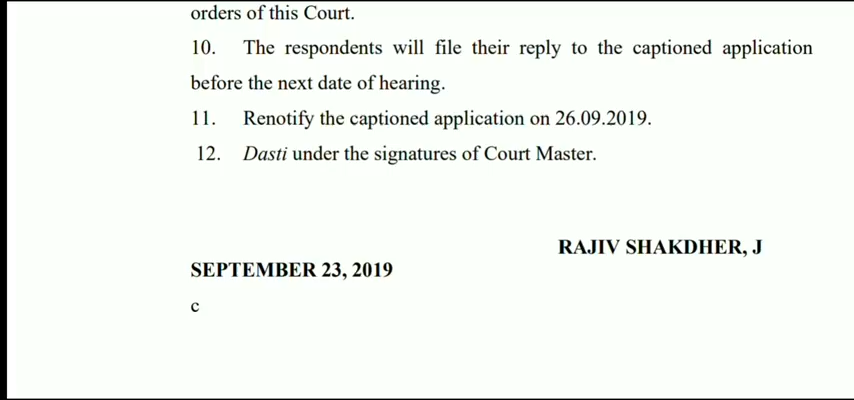 orders of this Court.
10. The respondents will file their reply to the captioned application
before the next date of hearing.
11. Renotify the captioned application on 26.09.2019.
12. Dasti under the signatures of Court Master.
RAJIV SHAKDHER, J
SEPTEMBER 23, 2019
c